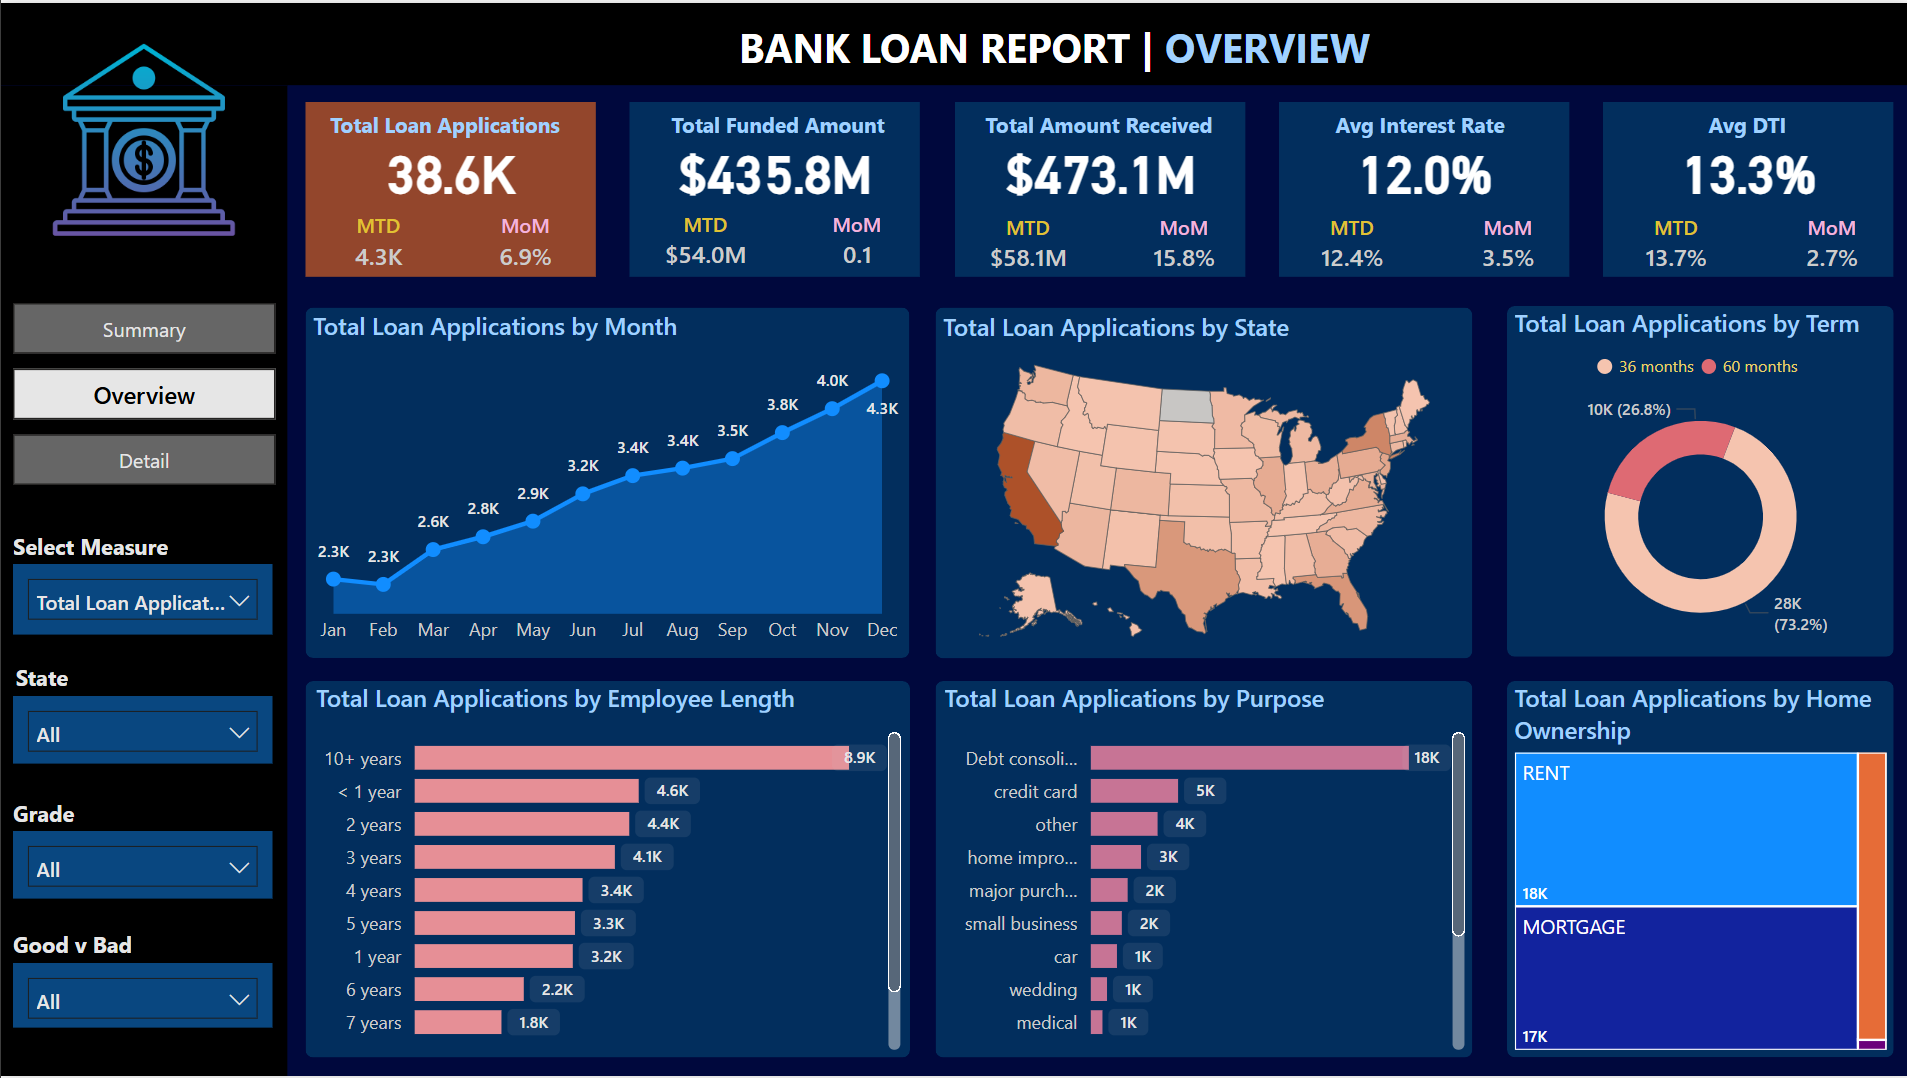 BANK LOAN REPORT | OVERVIEW
Total Loan Applications
38.6K
MTD MoM
4.3K 6.9%
Total Funded Amount
$435.8M
MTD MoM
$54.0M 0.1
Total Amount Received
$473.1M
MTD MoM
$58.1M 15.8%
Avg Interest Rate
12.0%
MTD MoM
12.4% 3.5%
Avg DTI
13.3%
MTD MoM
13.7% 2.7%
Summary
Overview
Detail
Select Measure
Total Loan Applicat...
State
All
Grade
All
Good v Bad
All
Total Loan Applications by Month
2.3K 2.3K 2.6K 2.8K 2.9K 3.2K 3.4K 3.4K 3.5K 3.8K 4.0K 4.3K
Jan Feb Mar Apr May Jun Jul Aug Sep Oct Nov Dec
Total Loan Applications by State
Total Loan Applications by Term
36 months 60 months
10K (26.8%)
28K
(73.2%)
Total Loan Applications by Employee Length
10+ years 8.9K
< 1 year 4.6K
2 years 4.4K
3 years 4.1K
4 years 3.4K
5 years 3.3K
1 year 3.2K
6 years 2.2K
7 years 1.8K
Total Loan Applications by Purpose
Debt consoli... 18K
credit card 5K
other 4K
home impro... 3K
major purch... 2K
small business 2K
car 1K
wedding 1K
medical 1K
Total Loan Applications by Home
Ownership
RENT
18K
MORTGAGE
17K